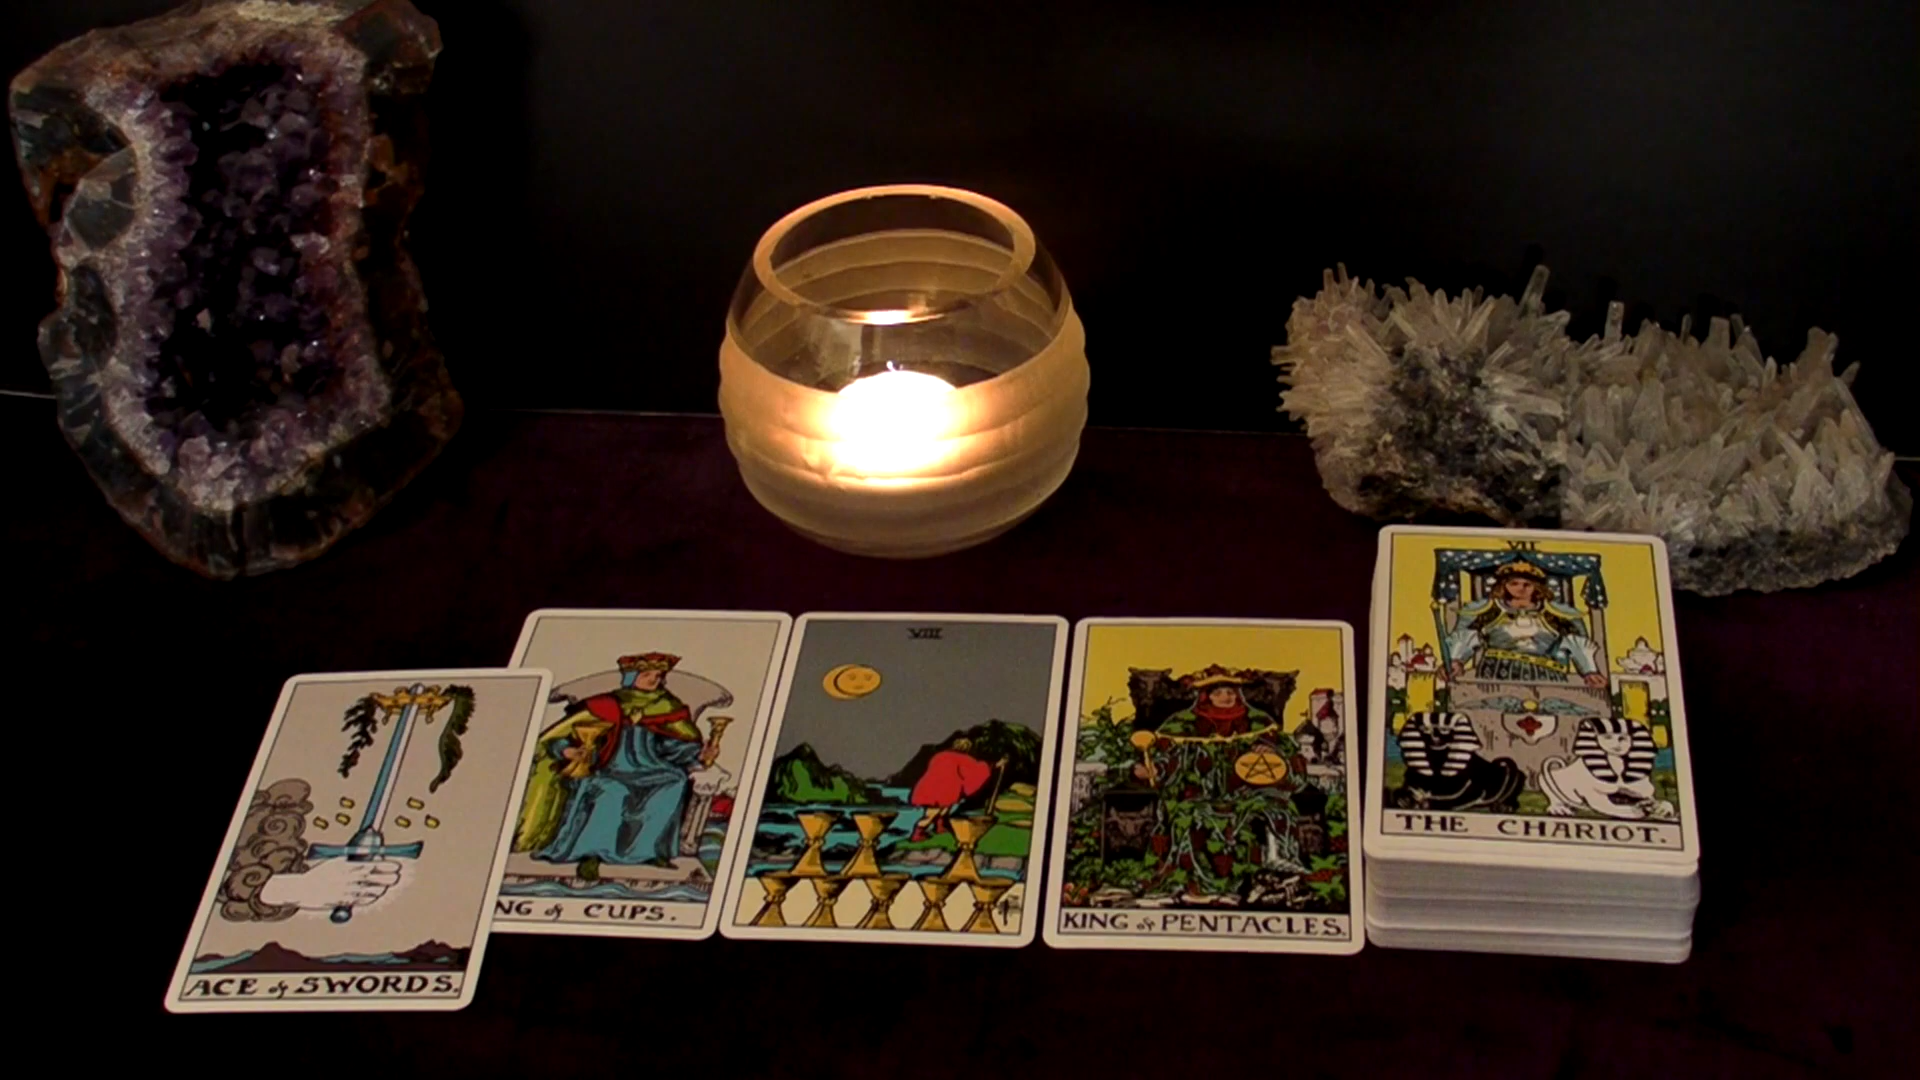 ACE of SWORDS.
NG of CUPS.
VIII
KING of PENTACLES.
VII
THE CHARIOT.